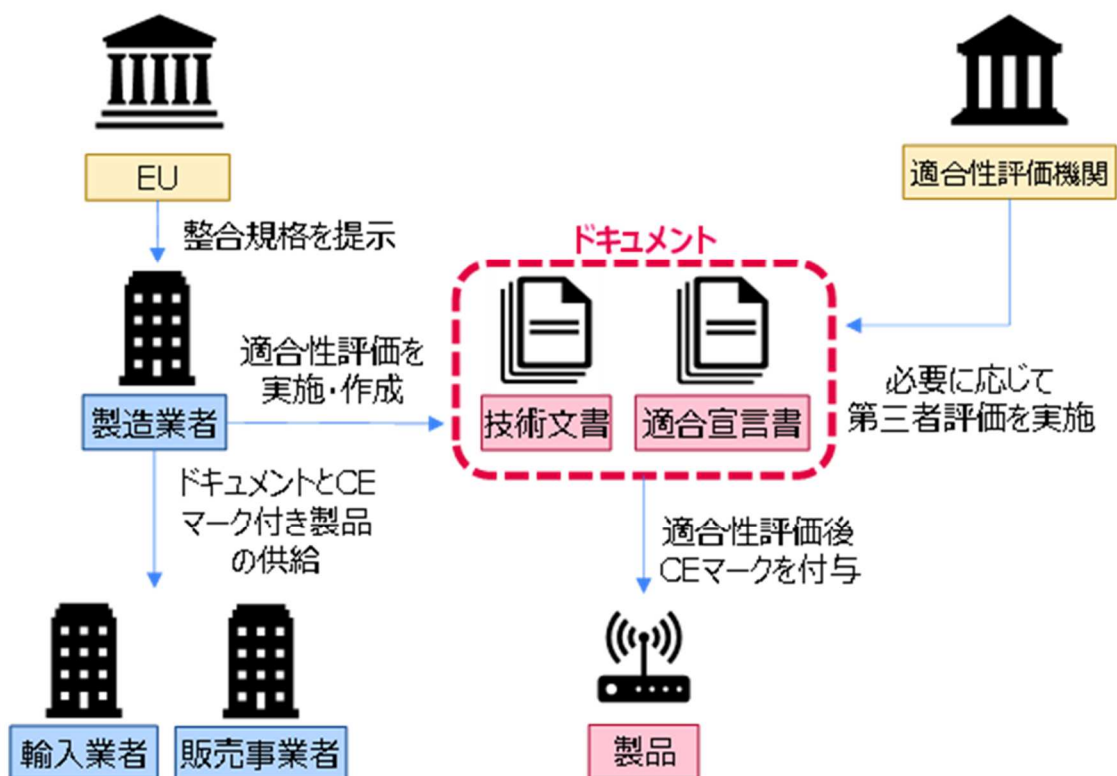 EU
適合性評価機関
整合規格を提示
ドキュメント
適合性評価を
実施・作成
製造業者
技術文書
適合宣言書
必要に応じて
第三者評価を実施
ドキュメントとCE
マーク付き製品
の供給
適合性評価後
CEマークを付与
輸入業者
販売事業者
製品